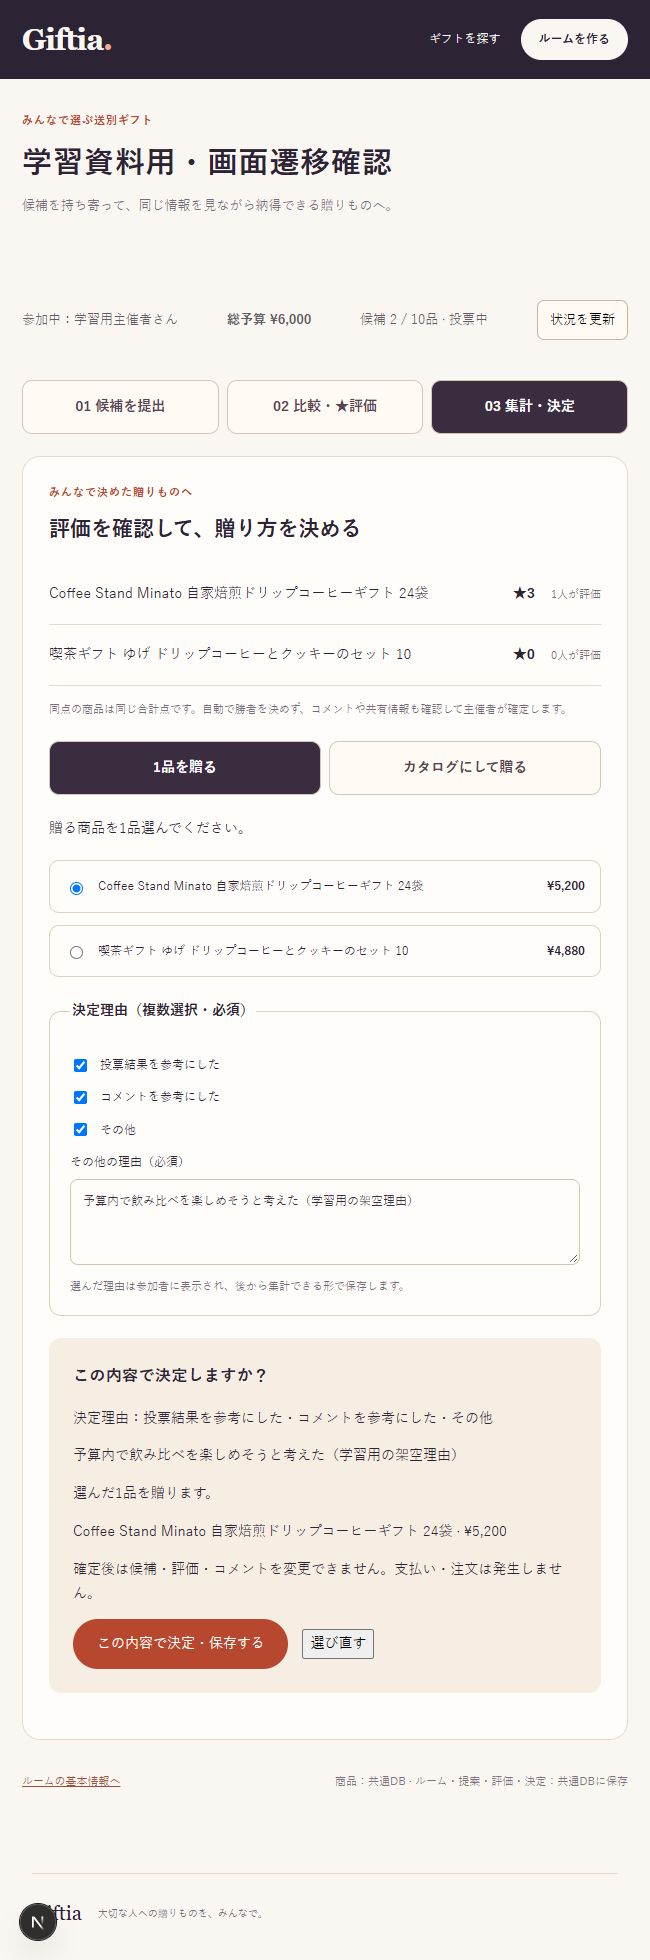 Giftia.
ギフトを探す
ルームを作る
みんなで選ぶ送別ギフト
学習資料用・画面遷移確認
候補を持ち寄って、同じ情報を見ながら納得できる贈りものへ。
参加中：学習用主催者さん
総予算 ¥6,000
候補 2 / 10品 · 投票中
状況を更新
01 候補を提出
02 比較・★評価
03 集計・決定
みんなで決めた贈りものへ
評価を確認して、贈り方を決める
Coffee Stand Minato 自家焙煎ドリップコーヒーギフト 24袋 ★3 1人が評価
喫茶ギフト ゆげ ドリップコーヒーとクッキーのセット 10 ★0 0人が評価
同点の商品は同じ合計点です。自動で勝者を決めず、コメントや共有情報も確認して主催者が確定します。
1品を贈る
カタログにして贈る
贈る商品を1品選んでください。
Coffee Stand Minato 自家焙煎ドリップコーヒーギフト 24袋 ¥5,200
喫茶ギフト ゆげ ドリップコーヒーとクッキーのセット 10 ¥4,880
決定理由（複数選択・必須）
投票結果を参考にした
コメントを参考にした
その他
その他の理由（必須）
予算内で飲み比べを楽しめそうと考えた（学習用の架空理由）
選んだ理由は参加者に表示され、後から集計できる形で保存します。
この内容で決定しますか？
決定理由：投票結果を参考にした・コメントを参考にした・その他
予算内で飲み比べを楽しめそうと考えた（学習用の架空理由）
選んだ1品を贈ります。
Coffee Stand Minato 自家焙煎ドリップコーヒーギフト 24袋 · ¥5,200
確定後は候補・評価・コメントを変更できません。支払い・注文は発生しませ
ん。
この内容で決定・保存する
選び直す
ルームの基本情報へ
商品：共通DB · ルーム・提案・評価・決定：共通DBに保存
N
iftia
大切な人への贈りものを、みんなで。